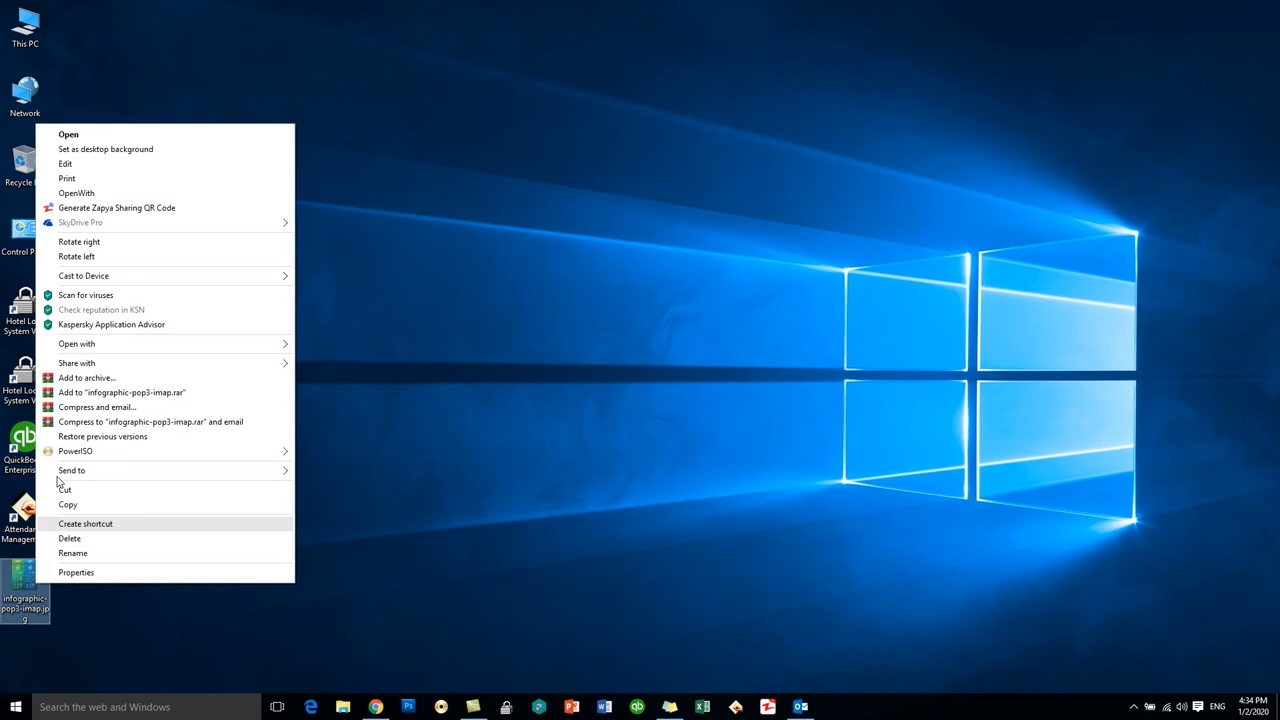 This PC
Network
Recycle
Control P
Hotel Lo
System
Hotel Loc
System
QuickBoo
Enterpris
Attendan
Managem
infographic-
pop3-imap.jp
g
Open
Set as desktop background
Edit
Print
OpenWith
Generate Zapya Sharing QR Code
SkyDrive Pro
Rotate right
Rotate left
Cast to Device
Scan for viruses
Check reputation in KSN
Kaspersky Application Advisor
Open with
Share with
Add to archive...
Add to "infographic-pop3-imap.rar"
Compress and email...
Compress to "infographic-pop3-imap.rar" and email
Restore previous versions
PowerISO
Send to
Cut
Copy
Create shortcut
Delete
Rename
Properties
Search the web and Windows
ENG
4:34 PM
1/2/2020